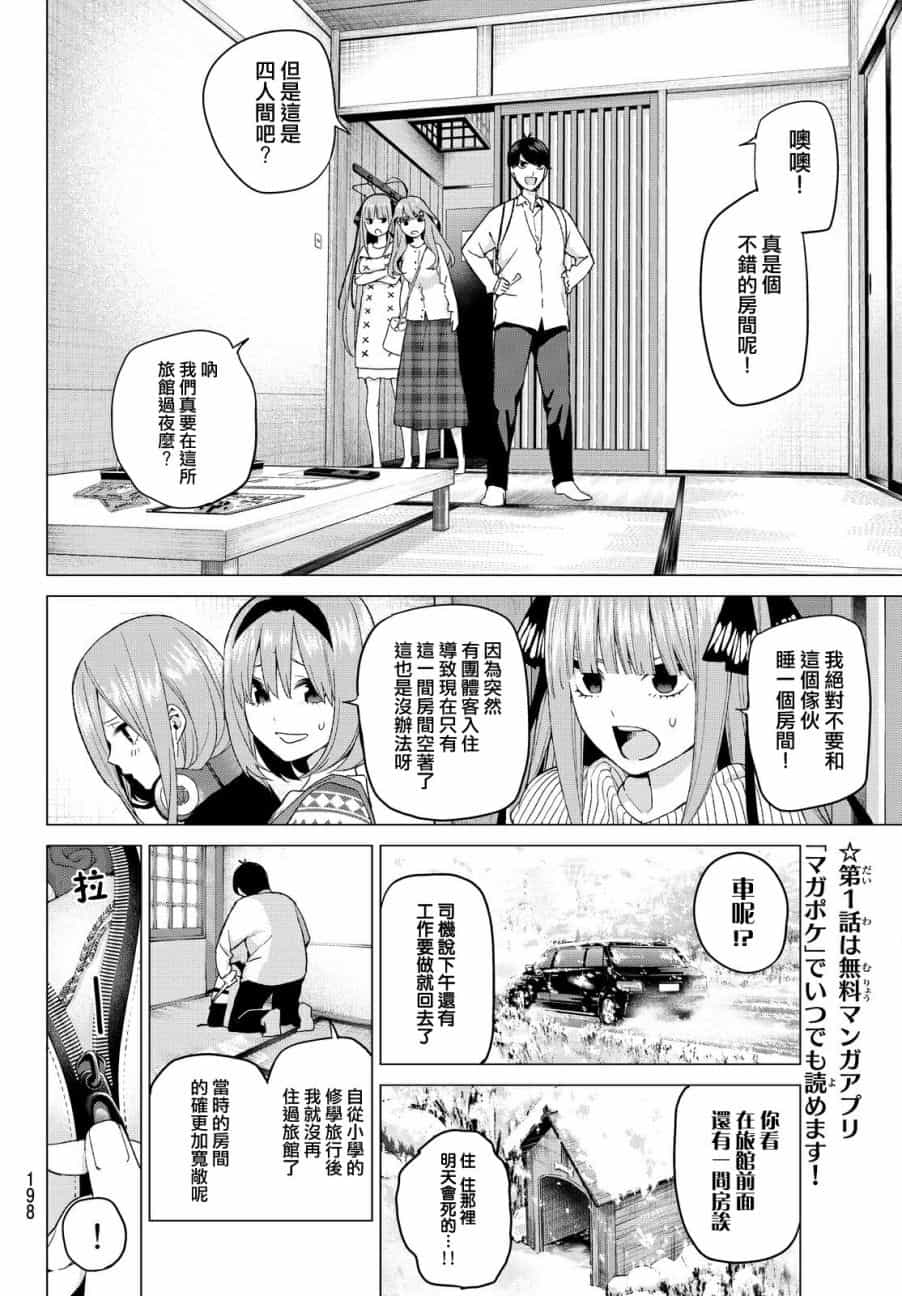 噢噢！
真是個
不錯的房間呢！
但是這是
四人間吧？
吶
我們真要在這所
旅館過夜麼？
我絕對不要和
這個傢伙
睡一個房間！
因為突然
有團體客入住
導致現在只有
這一間房間空著了
這也是沒辦法呀
☆第1話は無料マンガアプリ
「マガポケ」でいつでも読めます！
だい
わ
むりょう
よ
車呢!?
司機說下午還有
工作要做就回去了
你看
在旅館前面
還有一間房誒
住 住那裡
明天會死的…!!
自從小學的
修學旅行後
我就沒再
住過旅館了
當時的房間
的確更加寬敞呢
拉
！
198